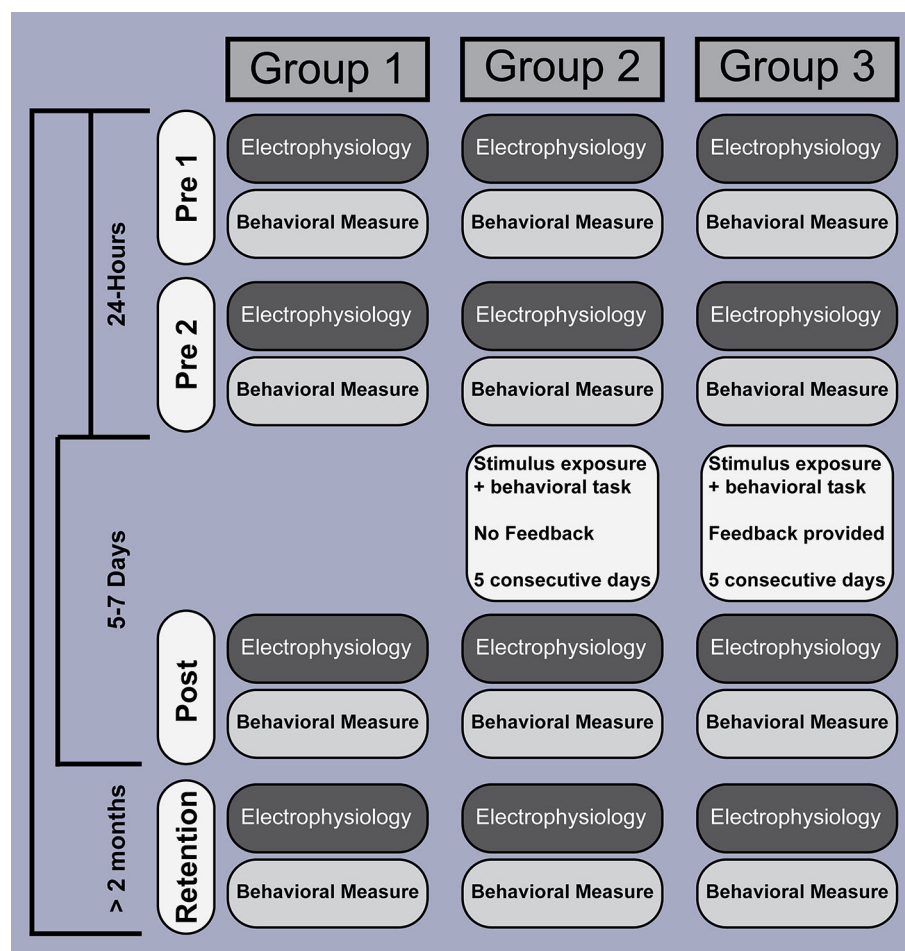 Group 1
Group 2
Group 3
24-Hours
Pre 1
Electrophysiology
Electrophysiology
Electrophysiology
Behavioral Measure
Behavioral Measure
Behavioral Measure
Pre 2
Electrophysiology
Electrophysiology
Electrophysiology
Behavioral Measure
Behavioral Measure
Behavioral Measure
5-7 Days
Stimulus exposure
+ behavioral task
No Feedback
5 consecutive days
Stimulus exposure
+ behavioral task
Feedback provided
5 consecutive days
Post
Electrophysiology
Electrophysiology
Electrophysiology
Behavioral Measure
Behavioral Measure
Behavioral Measure
> 2 months
Retention
Electrophysiology
Electrophysiology
Electrophysiology
Behavioral Measure
Behavioral Measure
Behavioral Measure